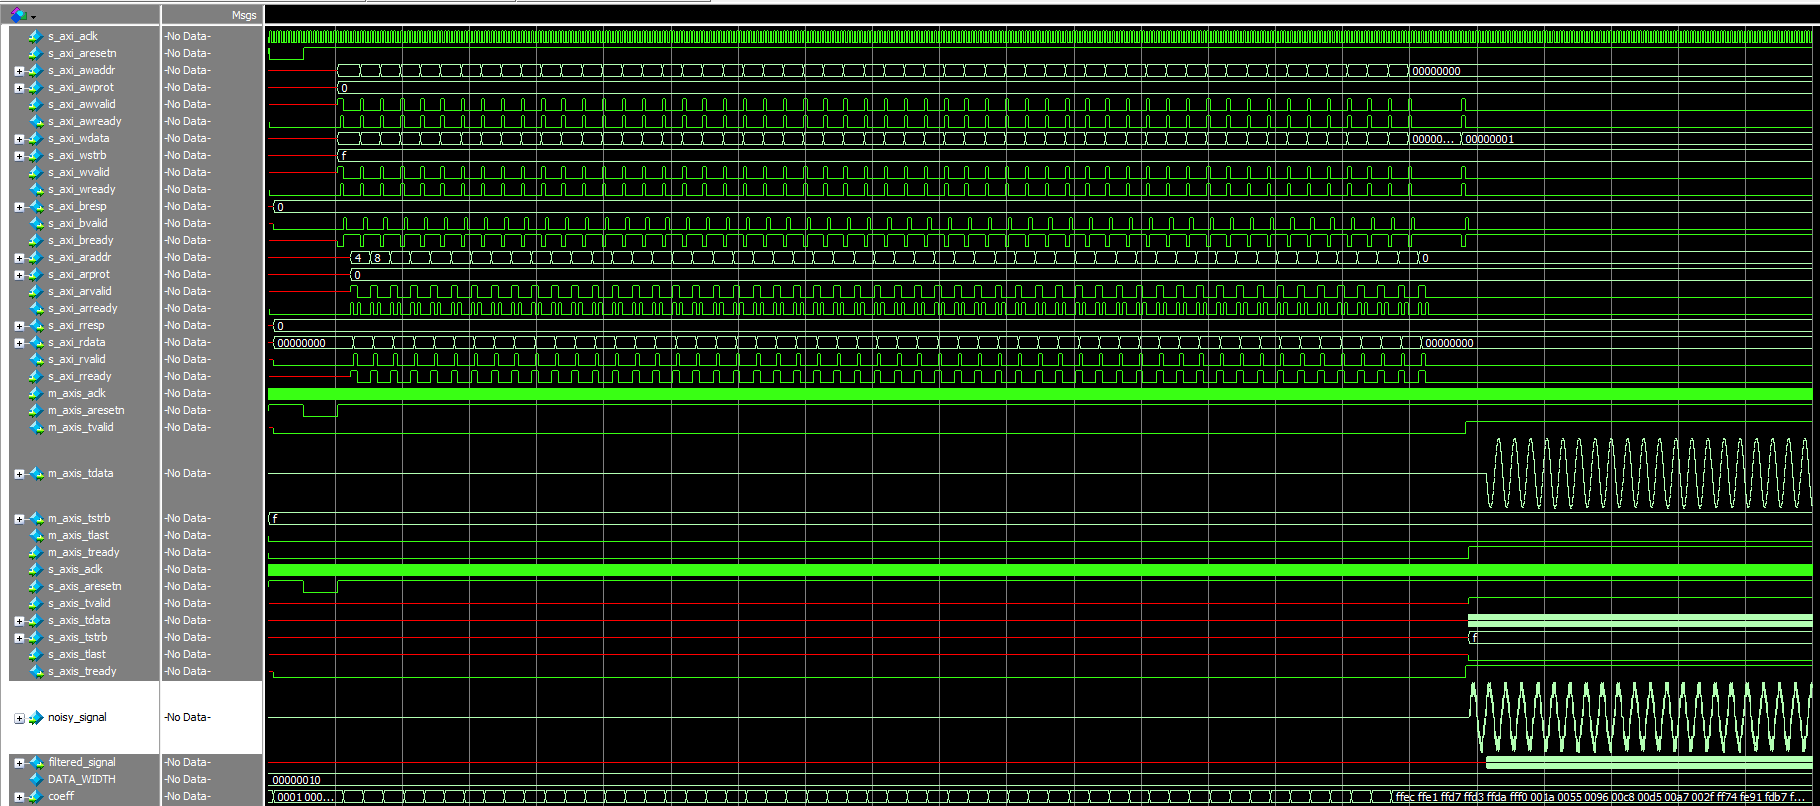 Msgs
s_axi_aclk -No Data-
s_axi_aresetn -No Data-
s_axi_awaddr -No Data- 00000000
s_axi_awprot -No Data- 0
s_axi_awvalid -No Data-
s_axi_awready -No Data-
s_axi_wdata -No Data- 00000... 00000001
s_axi_wstrb -No Data- f
s_axi_wvalid -No Data-
s_axi_wready -No Data-
s_axi_bresp -No Data- 0
s_axi_bvalid -No Data-
s_axi_bready -No Data-
s_axi_araddr -No Data- 4 8 0
s_axi_arprot -No Data- 0
s_axi_arvalid -No Data-
s_axi_arready -No Data-
s_axi_rresp -No Data- 0
s_axi_rdata -No Data- 00000000 00000000
s_axi_rvalid -No Data-
s_axi_rready -No Data-
m_axis_aclk -No Data-
m_axis_aresetn -No Data-
m_axis_tvalid -No Data-
m_axis_tdata -No Data-
m_axis_tstrb -No Data- f
m_axis_tlast -No Data-
m_axis_tready -No Data-
s_axis_aclk -No Data-
s_axis_aresetn -No Data-
s_axis_tvalid -No Data-
s_axis_tdata -No Data-
s_axis_tstrb -No Data- f
s_axis_tlast -No Data-
s_axis_tready -No Data-
noisy_signal -No Data-
filtered_signal -No Data-
DATA_WIDTH -No Data- 00000010
coeff -No Data- 0001 000... ffec ffe1 ffd7 ffd3 ffda fff0 001a 0055 0096 00c8 00d5 00a7 002f ff74 fe91 fdb7 f...